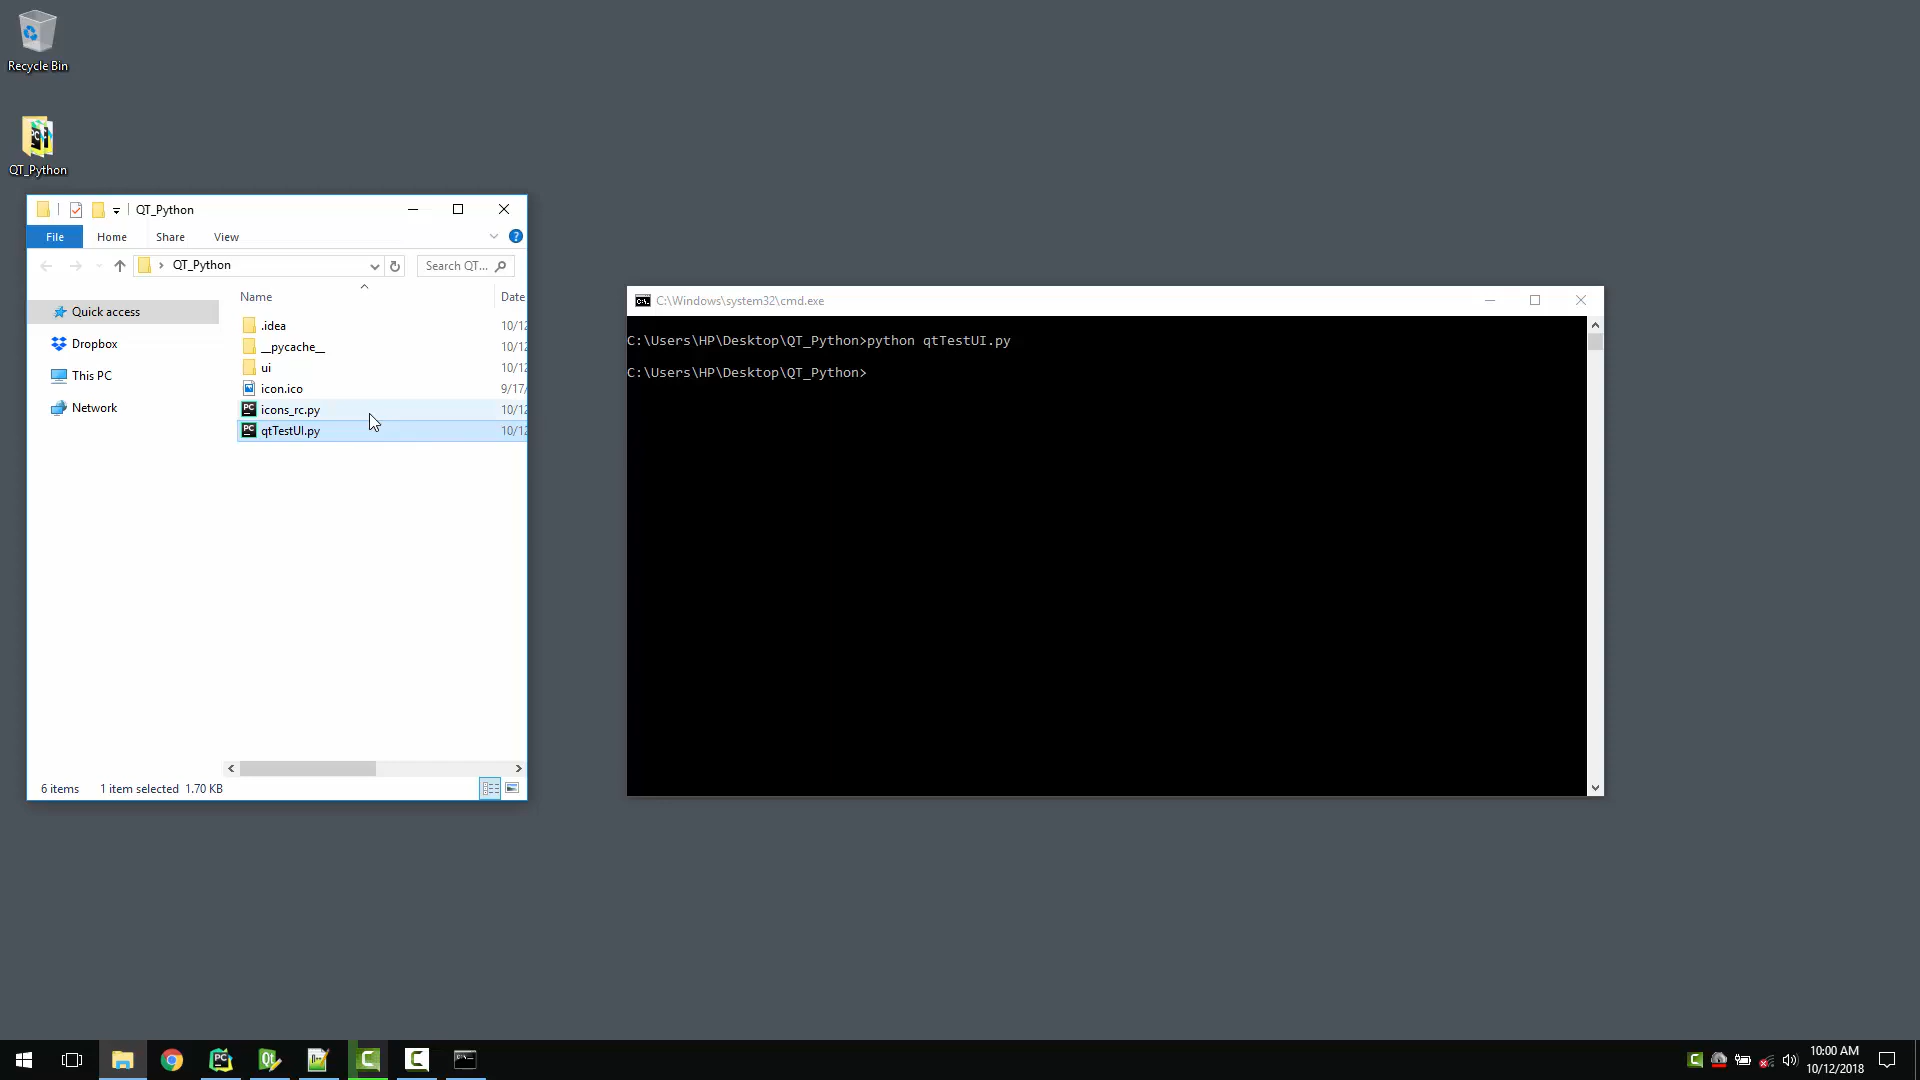 Recycle Bin
QT_Python
QT_Python
File Home Share View
QT_Python
Search QT...
Name Date
Quick access
Dropbox
This PC
Network
.idea 10/12
__pycache__ 10/12
ui 10/12
icon.ico 9/17/
icons_rc.py 10/12
qtTestUI.py 10/12
6 items 1 item selected 1.70 KB
C:\Windows\system32\cmd.exe
C:\Users\HP\Desktop\QT_Python>python qtTestUI.py
C:\Users\HP\Desktop\QT_Python>
10:00 AM
10/12/2018